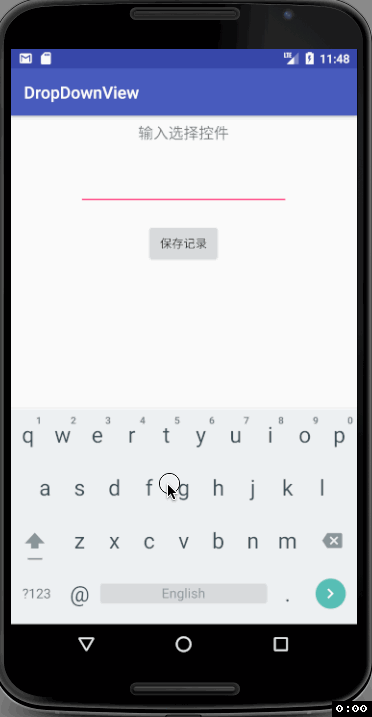 LTE 11:48
DropDownView
输入选择控件
保存记录
1 2 3 4 5 6 7 8 9 0
q w e r t y u i o p
a s d f g h j k l
z x c v b n m
?123 @ English .
0:00